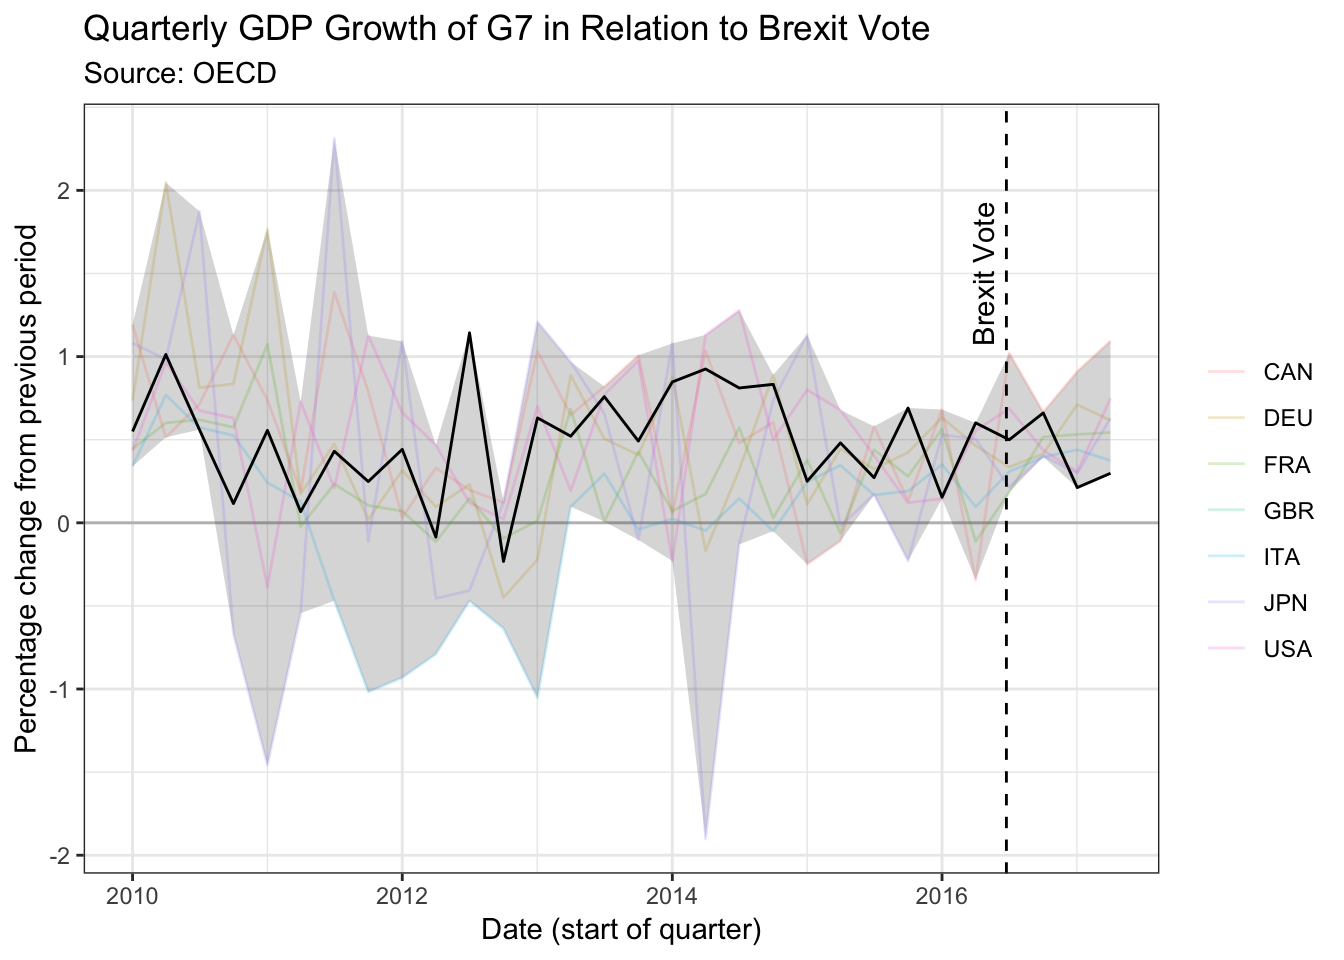 Quarterly GDP Growth of G7 in Relation to Brexit Vote
Source: OECD
Percentage change from previous period
2
1
0
-1
-2
Brexit Vote
2010
2012
2014
2016
Date (start of quarter)
CAN
DEU
FRA
GBR
ITA
JPN
USA